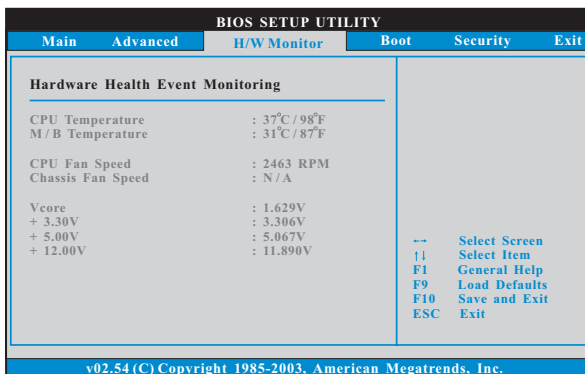 BIOS SETUP UTILITY
Main Advanced H/W Monitor Boot Security Exit
Hardware Health Event Monitoring
CPU Temperature : 37°C / 98°F
M / B Temperature : 31°C / 87°F
CPU Fan Speed : 2463 RPM
Chassis Fan Speed : N / A
Vcore : 1.629V
+ 3.30V : 3.306V
+ 5.00V : 5.067V
+ 12.00V : 11.890V
↔ Select Screen
↑↓ Select Item
F1 General Help
F9 Load Defaults
F10 Save and Exit
ESC Exit
v02.54 (C) Copyright 1985-2003, American Megatrends, Inc.